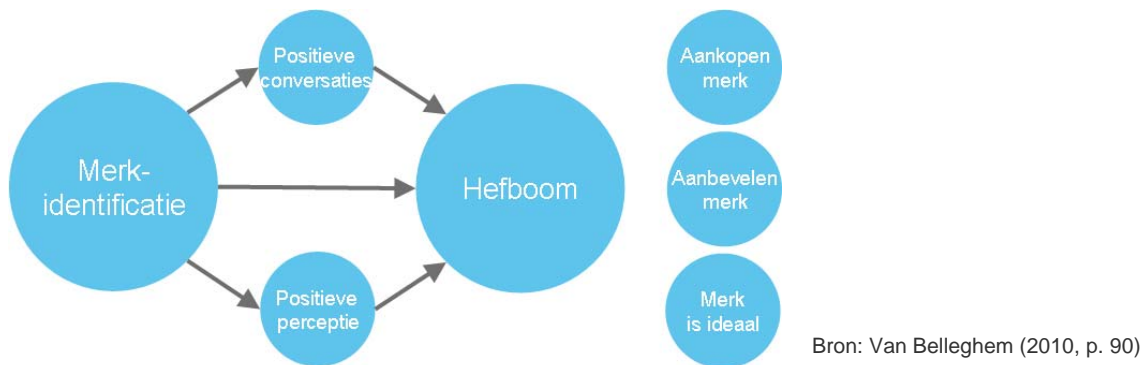 Positieve
conversaties
Merk-
identificatie
Hefboom
Positieve
perceptie
Aankopen
merk
Aanbevelen
merk
Merk
is ideaal
Bron: Van Belleghem (2010, p. 90)